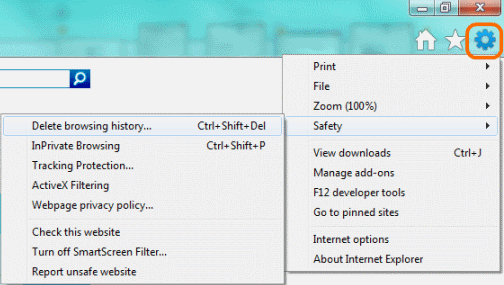 Print
File
Zoom (100%)
Safety
View downloads Ctrl+J
Manage add-ons
F12 developer tools
Go to pinned sites
Internet options
About Internet Explorer
Delete browsing history... Ctrl+Shift+Del
InPrivate Browsing Ctrl+Shift+P
Tracking Protection...
ActiveX Filtering
Webpage privacy policy...
Check this website
Turn off SmartScreen Filter...
Report unsafe website